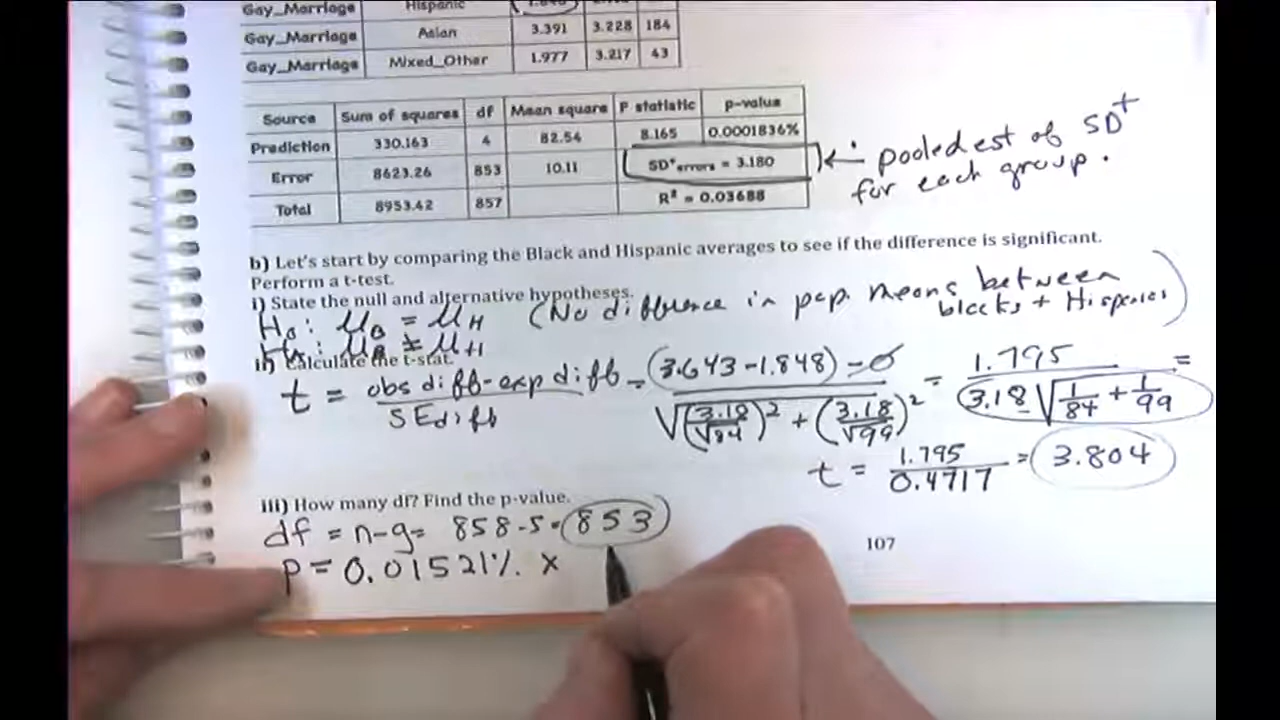 Gay_Marriage Hispanic
Gay_Marriage Asian 3.391 3.228 184
Gay_Marriage Mixed_Other 1.977 3.217 43
Source Sum of squares df Mean square F statistic p-value
Prediction 330.163 4 82.54 8.165 0.0001836%
Error 8623.26 853 10.11 SD⁺errors = 3.180
Total 8953.42 857 R² = 0.03688
← pooled est of SD⁺
for each group.
b) Let's start by comparing the Black and Hispanic averages to see if the difference is significant.
Perform a t-test.
i) State the null and alternative hypotheses.
H₀: μB = μH (No difference in pop. means between
blacks + Hispanics)
μB ≠ μH
ii) Calculate the t-stat.
t = obs diff-exp diff / SEdiff = (3.643 - 1.848) - 0 / √((3.18/√84)² + (3.18/√99)²) = 1.795 / 3.18 √(1/84 + 1/99) =
t = 1.795 / 0.4717 = 3.804
iii) How many df? Find the p-value.
df = n-g = 858-5 = 853
p = 0.01521% x
107